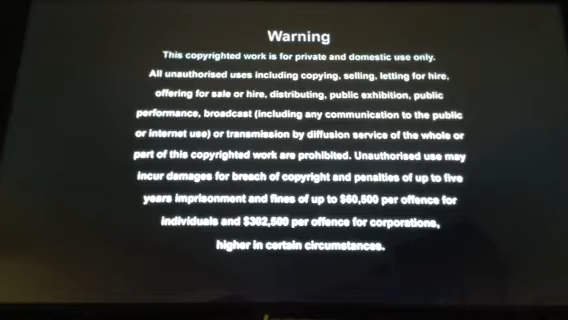 Warning
This copyrighted work is for private and domestic use only.
All unauthorised uses including copying, selling, letting for hire,
offering for sale or hire, distributing, public exhibition, public
performance, broadcast (including any communication to the public
or internet use) or transmission by diffusion service of the whole or
part of this copyrighted work are prohibited. Unauthorised use may
incur damages for breach of copyright and penalties of up to five
years imprisonment and fines of up to $60,500 per offence for
individuals and $302,500 per offence for corporations,
higher in certain circumstances.